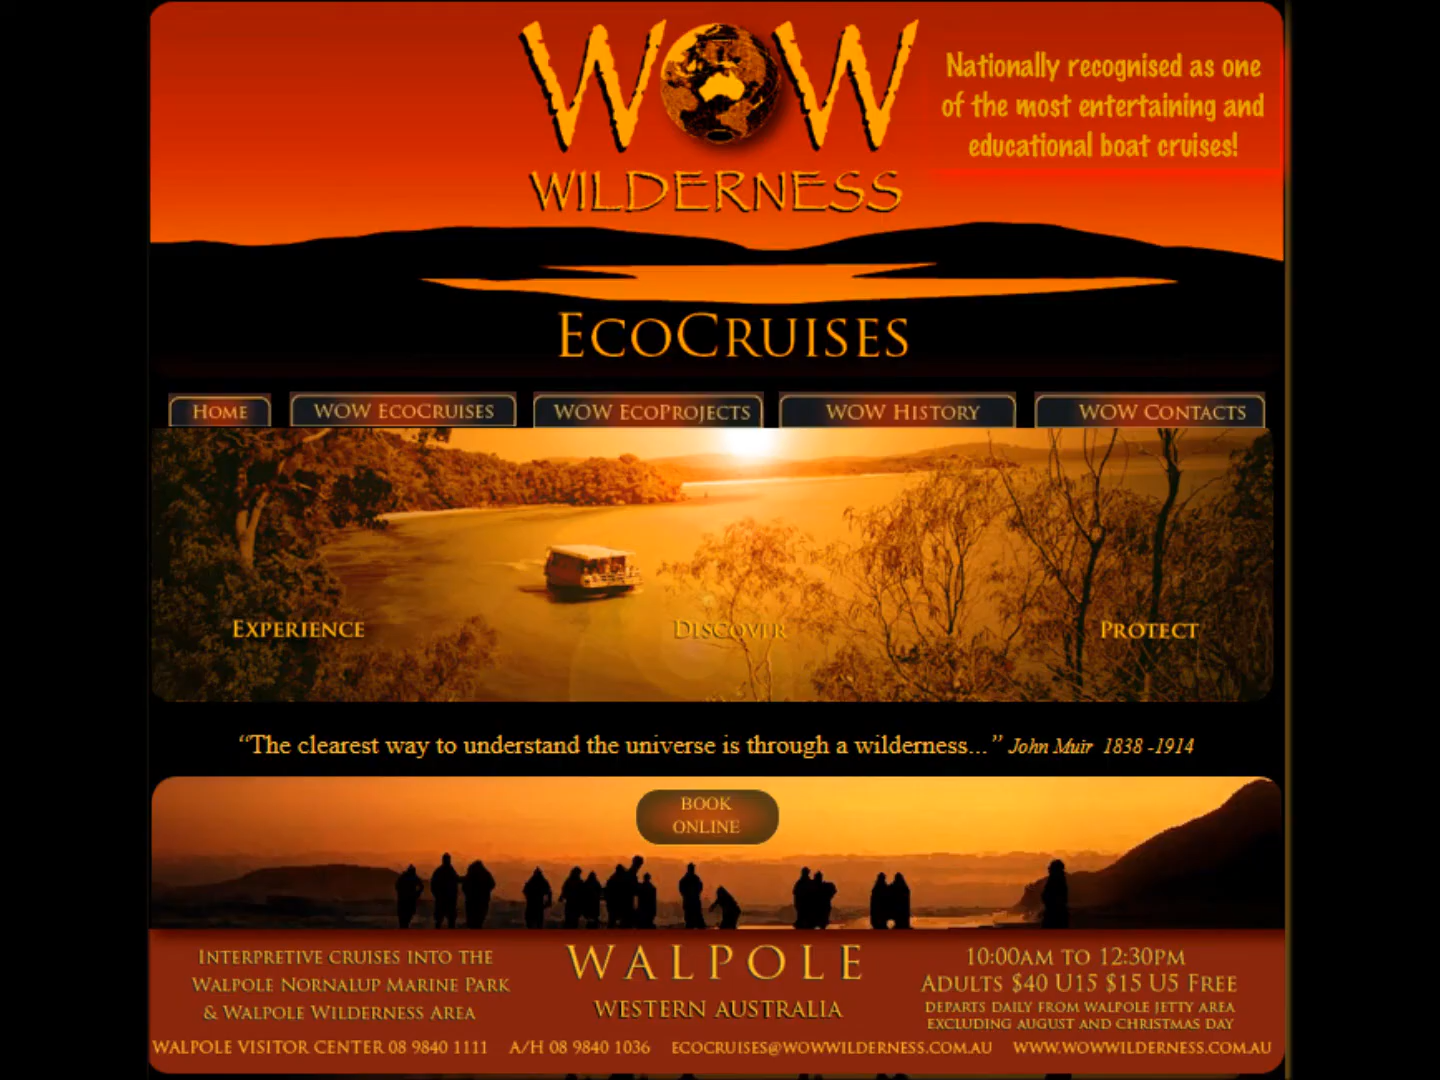 WOW
WILDERNESS
Nationally recognised as one
of the most entertaining and
educational boat cruises!
ECOCRUISES
HOME
WOW ECOCRUISES
WOW ECOPROJECTS
WOW HISTORY
WOW CONTACTS
EXPERIENCE
DISCOVER
PROTECT
“The clearest way to understand the universe is through a wilderness...” John Muir 1838 -1914
BOOK
ONLINE
INTERPRETIVE CRUISES INTO THE
WALPOLE NORNALUP MARINE PARK
& WALPOLE WILDERNESS AREA
WALPOLE
WESTERN AUSTRALIA
10:00AM TO 12:30PM
ADULTS $40 U15 $15 U5 FREE
DEPARTS DAILY FROM WALPOLE JETTY AREA
EXCLUDING AUGUST AND CHRISTMAS DAY
WALPOLE VISITOR CENTER 08 9840 1111 A/H 08 9840 1036 ECOCRUISES@WOWWILDERNESS.COM.AU WWW.WOWWILDERNESS.COM.AU